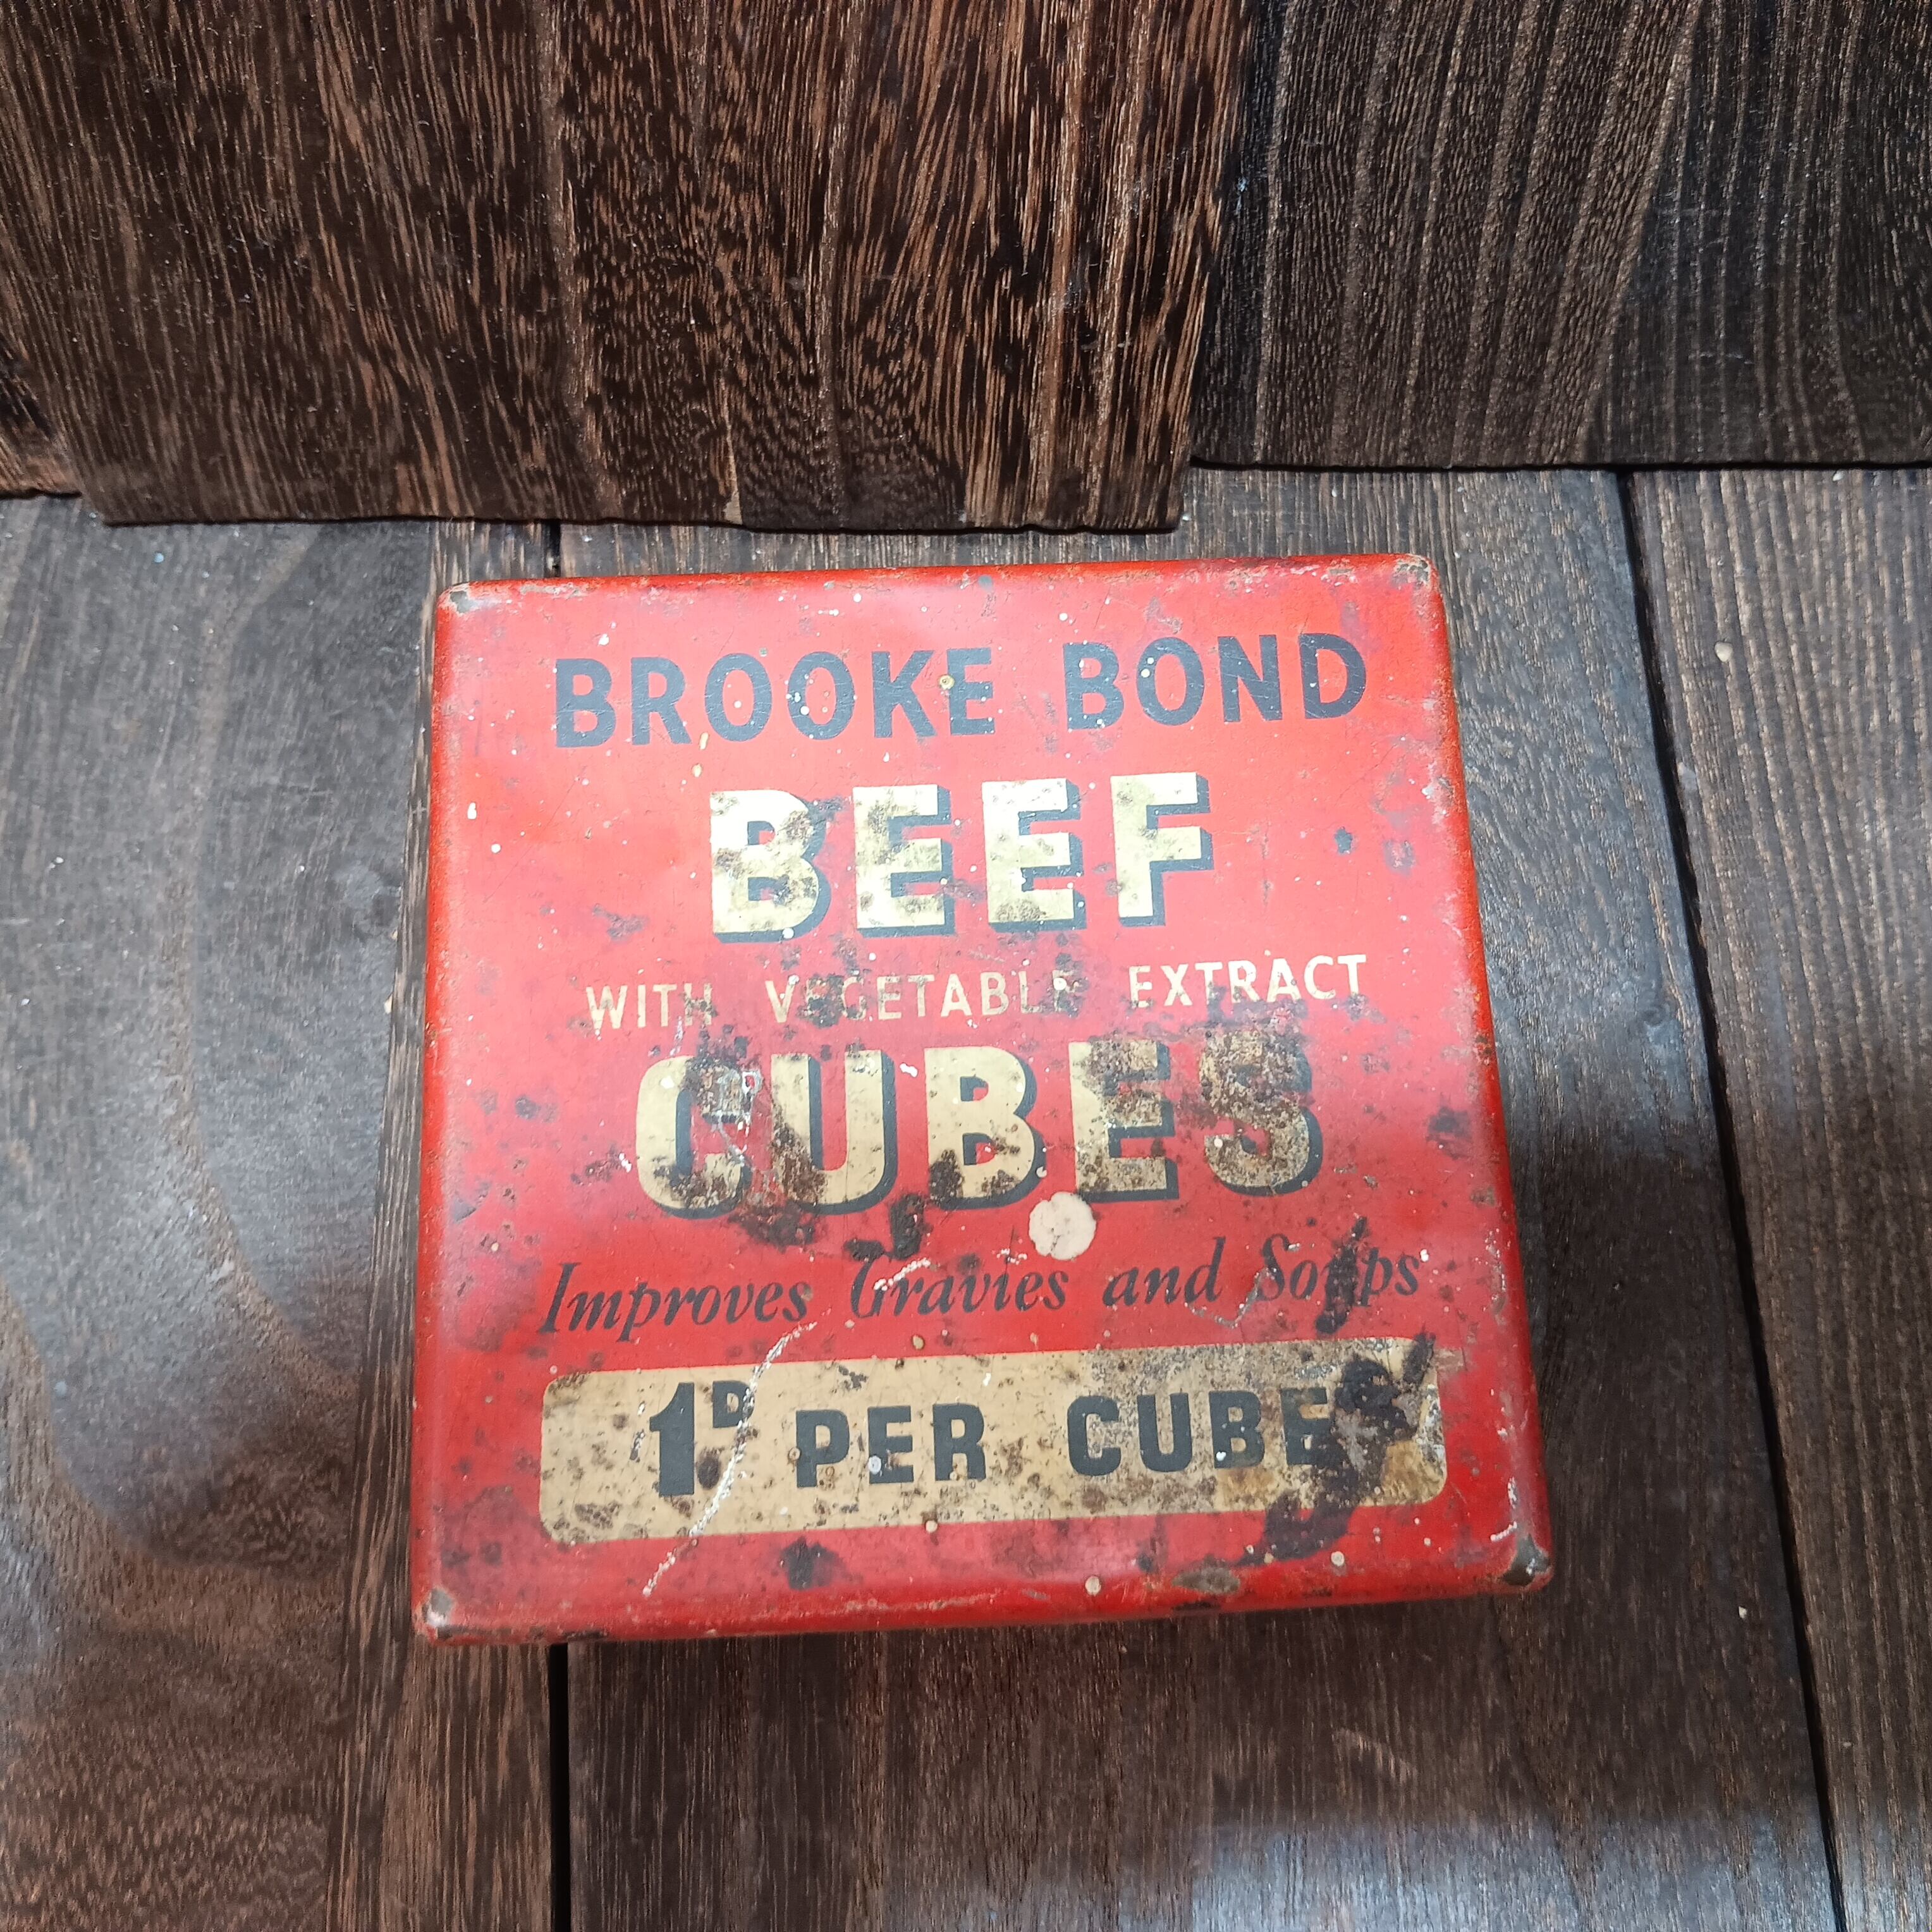 BROOKE BOND
BEEF
WITH VEGETABLE EXTRACT
CUBES
Improves Gravies and Soups
1D PER CUBE